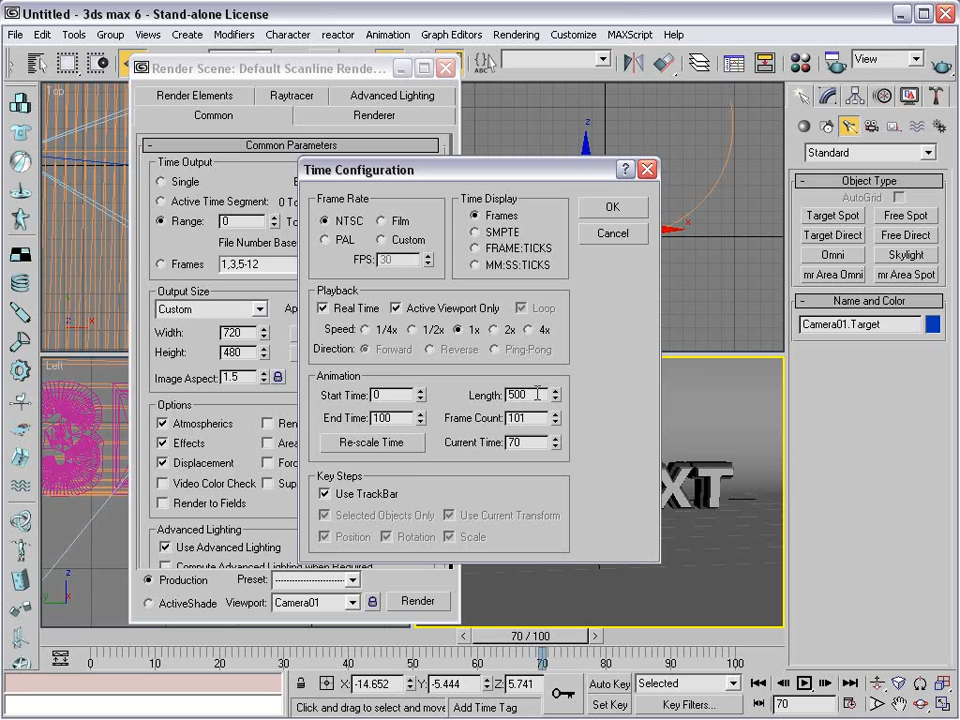 Untitled - 3ds max 6 - Stand-alone License
File Edit Tools Group Views Create Modifiers Character reactor Animation Graph Editors Rendering Customize MAXScript Help
View
Render Scene: Default Scanline Rende...
Render Elements Raytracer Advanced Lighting
Common Renderer
- Common Parameters
Time Output
Single
Active Time Segment: 0 To
Range: 0 To
File Number Base
Frames 1,3,5-12
Output Size
Custom
Width: 720
Height: 480
Image Aspect: 1.5
Options
Atmospherics
Effects
Displacement
Video Color Check
Render to Fields
Advanced Lighting
Use Advanced Lighting
Compute Advanced Lighting when Required
Production Preset:
ActiveShade Viewport: Camera01 Render
Time Configuration
Frame Rate
NTSC Film
PAL Custom
FPS: 30
Time Display
Frames
SMPTE
FRAME:TICKS
MM:SS:TICKS
OK
Cancel
Playback
Real Time Active Viewport Only Loop
Speed: 1/4x 1/2x 1x 2x 4x
Direction: Forward Reverse Ping-Pong
Animation
Start Time: 0 Length: 500
End Time: 100 Frame Count: 101
Re-scale Time Current Time: 70
Key Steps
Use TrackBar
Selected Objects Only Use Current Transform
Position Rotation Scale
Top
Left
z
x
XT
Standard
- Object Type
AutoGrid
Target Spot Free Spot
Target Direct Free Direct
Omni Skylight
mr Area Omni mr Area Spot
- Name and Color
Camera01.Target
70 / 100
0 10 20 30 40 50 60 70 80 90 100
X: -14.652 Y: -5.444 Z: 5.741
Auto Key Selected
Click and drag to select and move Add Time Tag
Set Key Key Filters... 70